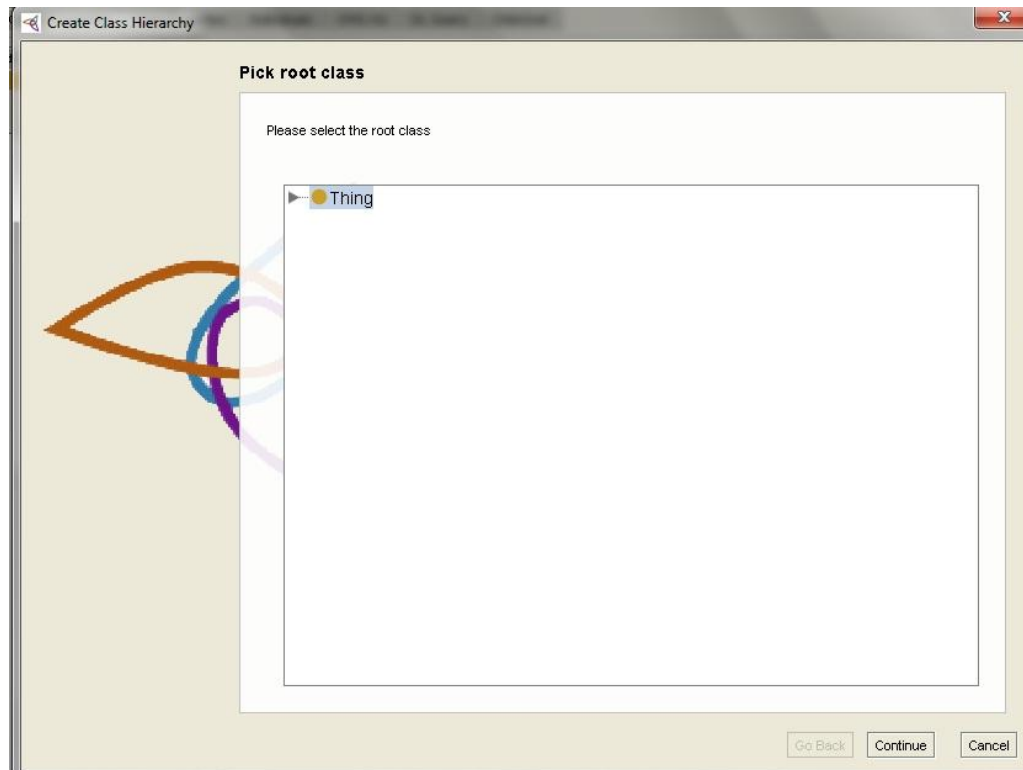 Create Class Hierarchy
Pick root class
Please select the root class
Thing
Go Back Continue Cancel